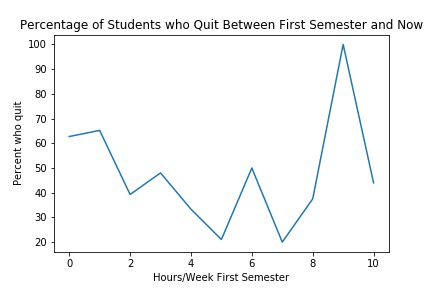 Percentage of Students who Quit Between First Semester and Now
100
90
80
70
60
50
40
30
20
Percent who quit
0 2 4 6 8 10
Hours/Week First Semester